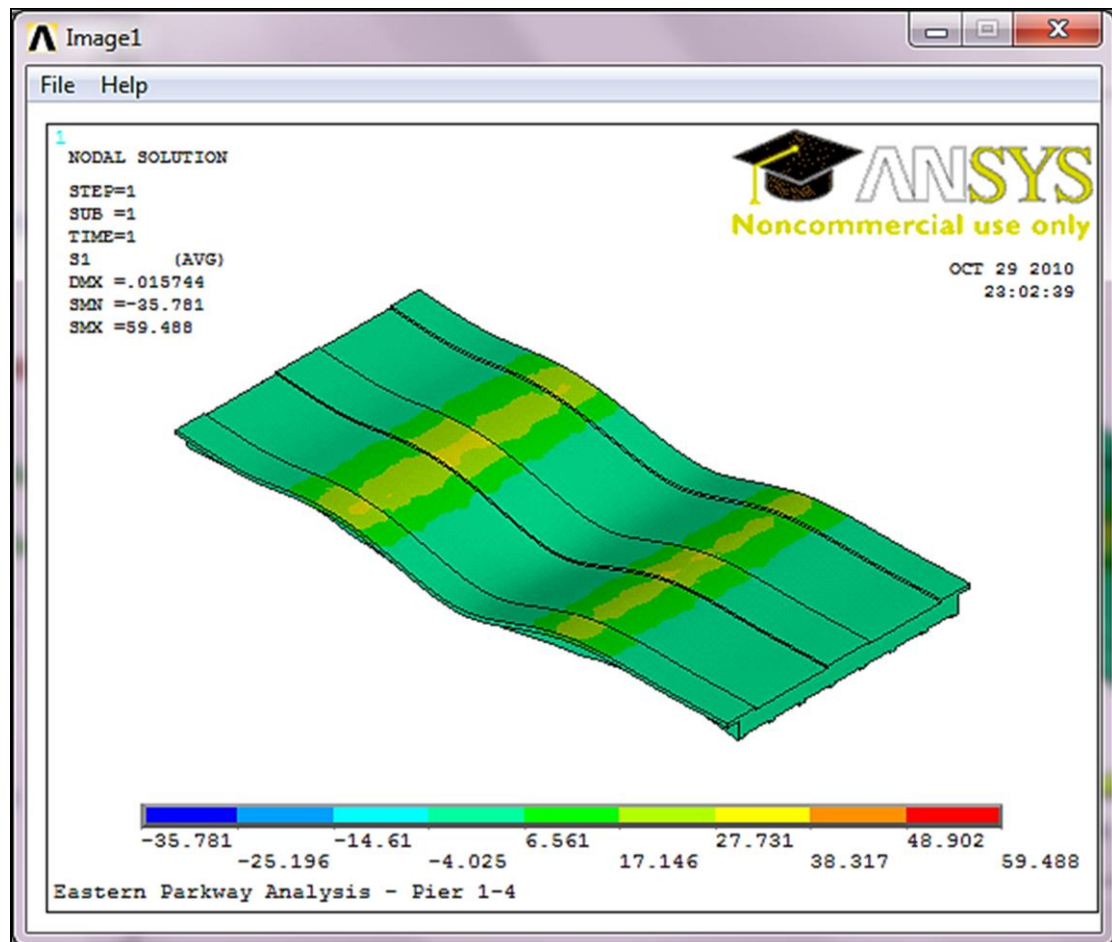 Image1
File Help
1
NODAL SOLUTION
STEP=1
SUB =1
TIME=1
S1 (AVG)
DMX =.015744
SMN =-35.781
SMX =59.488
ANSYS
Noncommercial use only
OCT 29 2010
23:02:39
-35.781 -14.61 6.561 27.731 48.902
-25.196 -4.025 17.146 38.317 59.488
Eastern Parkway Analysis - Pier 1-4